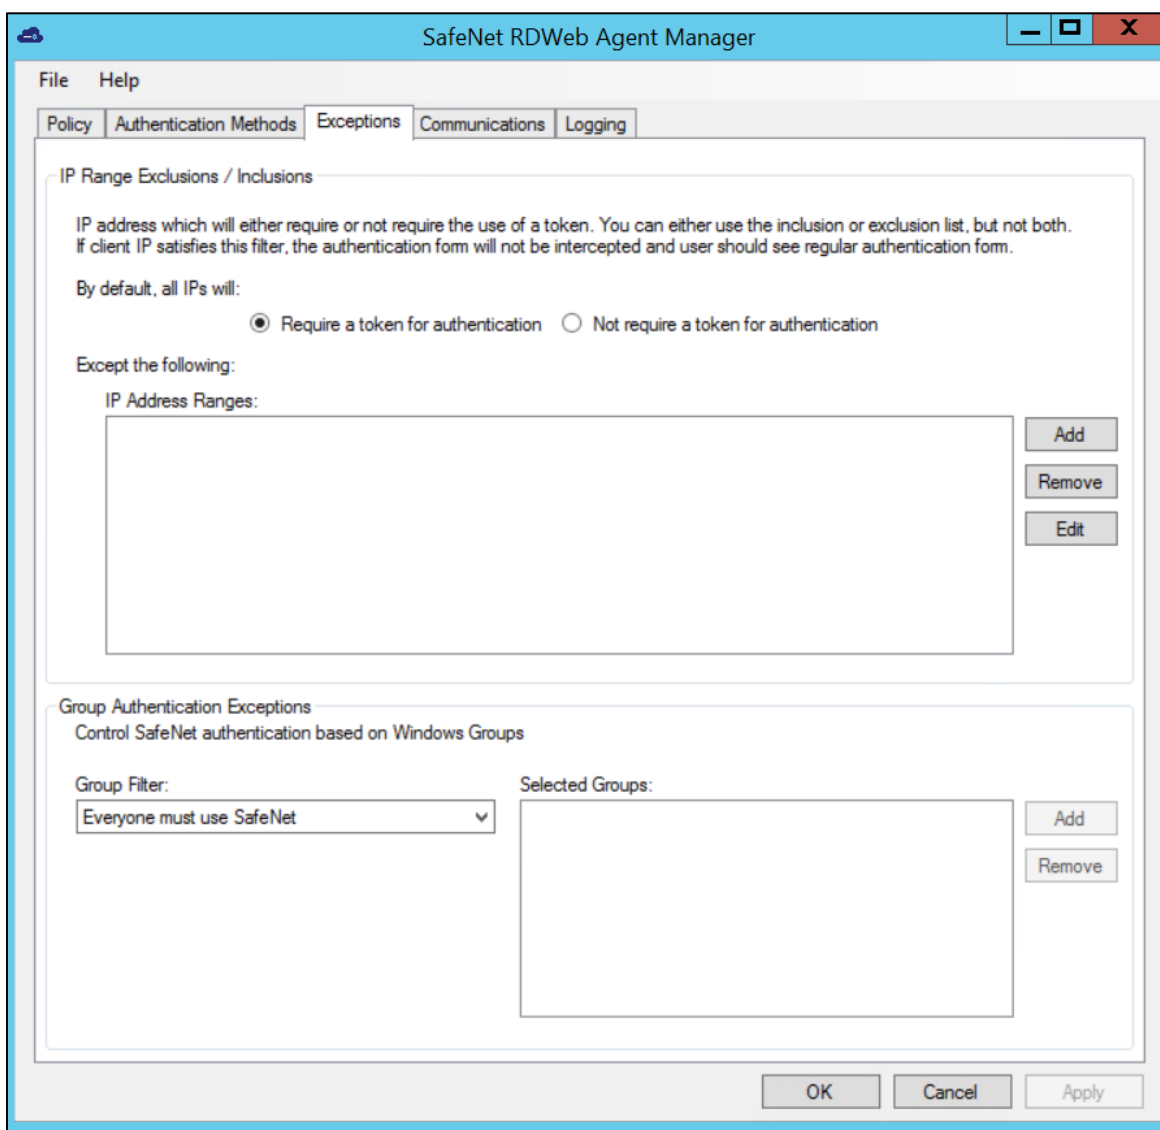 SafeNet RDWeb Agent Manager
File Help
Policy Authentication Methods Exceptions Communications Logging
IP Range Exclusions / Inclusions
IP address which will either require or not require the use of a token. You can either use the inclusion or exclusion list, but not both.
If client IP satisfies this filter, the authentication form will not be intercepted and user should see regular authentication form.
By default, all IPs will:
Require a token for authentication Not require a token for authentication
Except the following:
IP Address Ranges:
Add
Remove
Edit
Group Authentication Exceptions
Control SafeNet authentication based on Windows Groups
Group Filter: Selected Groups:
Everyone must use SafeNet Add
Remove
OK Cancel Apply